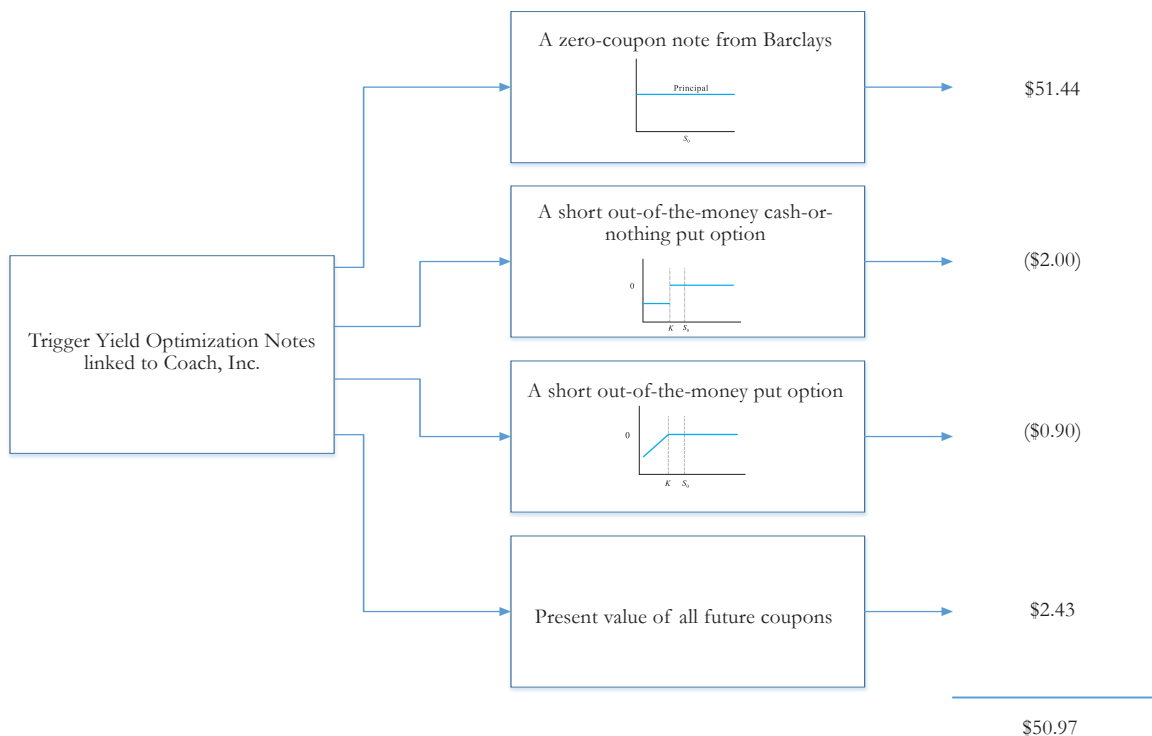 A zero-coupon note from Barclays
Principal
S₀
$51.44
A short out-of-the-money cash-or-
nothing put option
0
K S₀
($2.00)
Trigger Yield Optimization Notes
linked to Coach, Inc.
A short out-of-the-money put option
0
K S₀
($0.90)
Present value of all future coupons
$2.43
$50.97